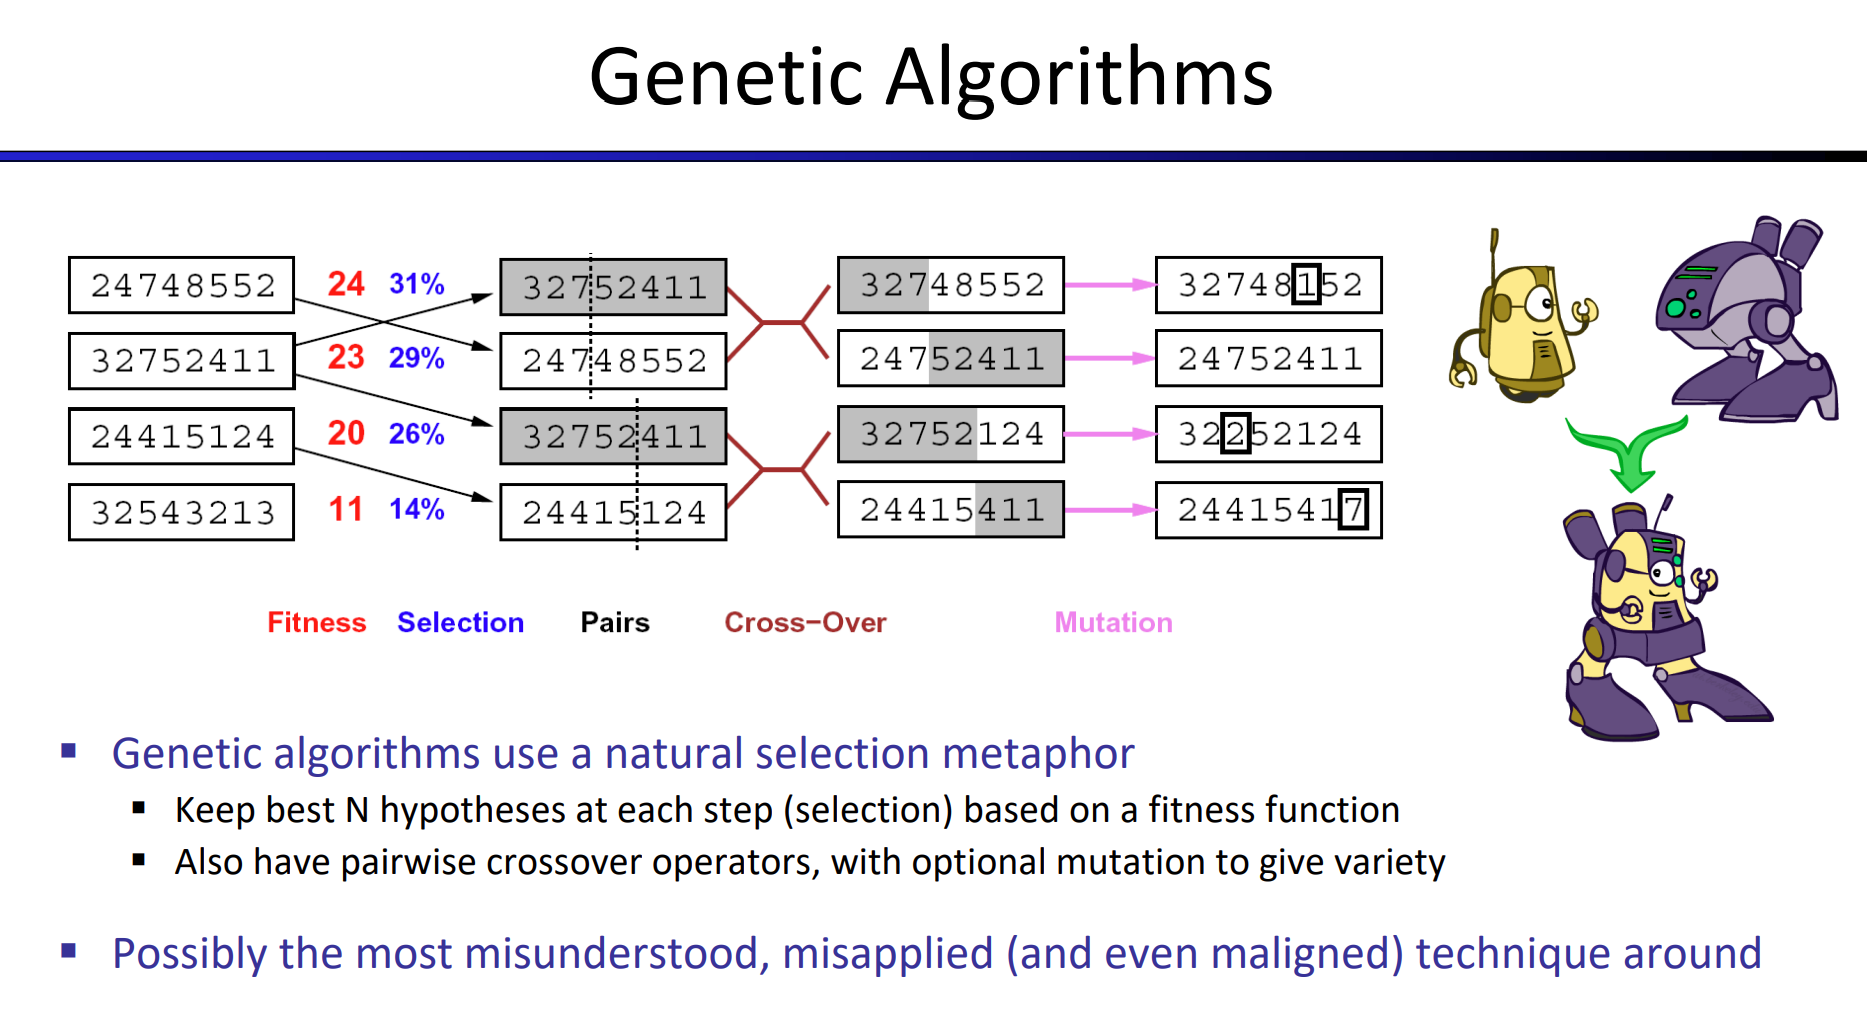 Genetic Algorithms
24748552 24 31% 32752411 32748552 32748152
32752411 23 29% 24748552 24752411 24752411
24415124 20 26% 32752411 32752124 32252124
32543213 11 14% 24415124 24415411 24415417
Fitness Selection Pairs Cross−Over Mutation
▪ Genetic algorithms use a natural selection metaphor
▪ Keep best N hypotheses at each step (selection) based on a fitness function
▪ Also have pairwise crossover operators, with optional mutation to give variety
▪ Possibly the most misunderstood, misapplied (and even maligned) technique around